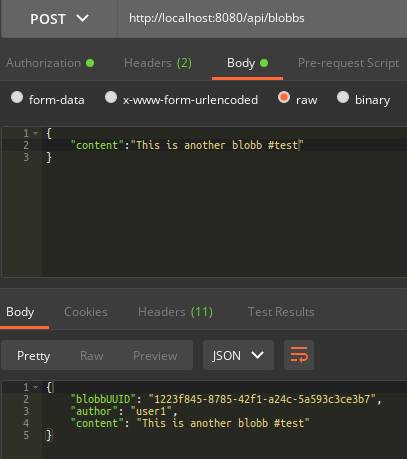 POST http://localhost:8080/api/blobbs
Authorization Headers (2) Body Pre-request Script
form-data x-www-form-urlencoded raw binary
1 {
2 "content":"This is another blobb #test"
3 }
Body Cookies Headers (11) Test Results
Pretty Raw Preview JSON
1 {
2 "blobbUUID": "1223f845-8785-42f1-a24c-5a593c3ce3b7",
3 "author": "user1",
4 "content": "This is another blobb #test"
5 }